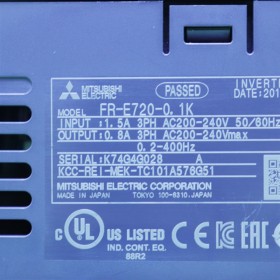 MITSUBISHI ELECTRIC PASSED INVERT
MODEL FR-E720-0.1K DATE:201
INPUT :1.5A 3PH AC200-240V 50/60Hz
OUTPUT:0.8A 3PH AC200-240Vmax
0.2-400Hz
SERIAL:K74G4G028 A
KCC-REI-MEK-TC101A578G51
MITSUBISHI ELECTRIC CORPORATION
MADE IN JAPAN TOKYO 100-8310, JAPAN
C UL US LISTED
IND. CONT. EQ.
88R2